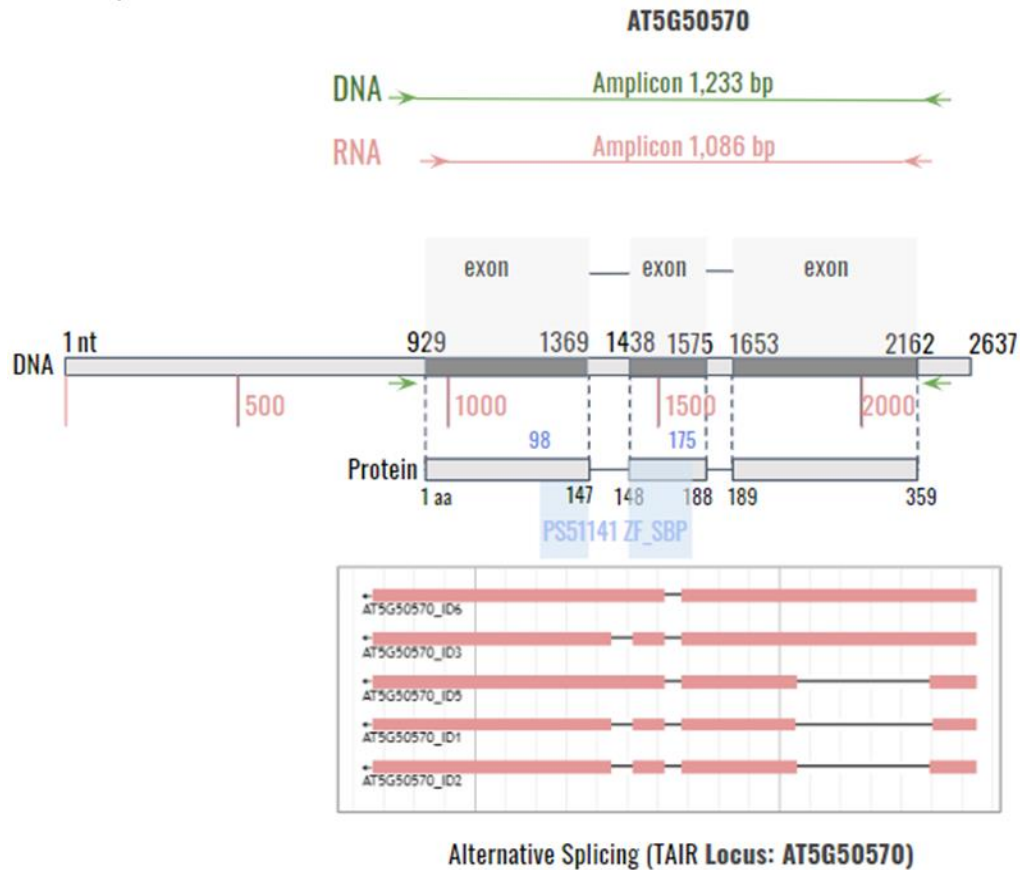 AT5G50570
DNA Amplicon 1,233 bp
RNA Amplicon 1,086 bp
exon exon exon
1 nt 929 1369 1438 1575 1653 2162 2637
DNA
500 1000 1500 2000
98 175
Protein
1 aa 147 148 188 189 359
PS51141 ZF_SBP
AT5G50570_ID6
AT5G50570_ID3
AT5G50570_ID5
AT5G50570_ID1
AT5G50570_ID2
Alternative Splicing (TAIR Locus: AT5G50570)